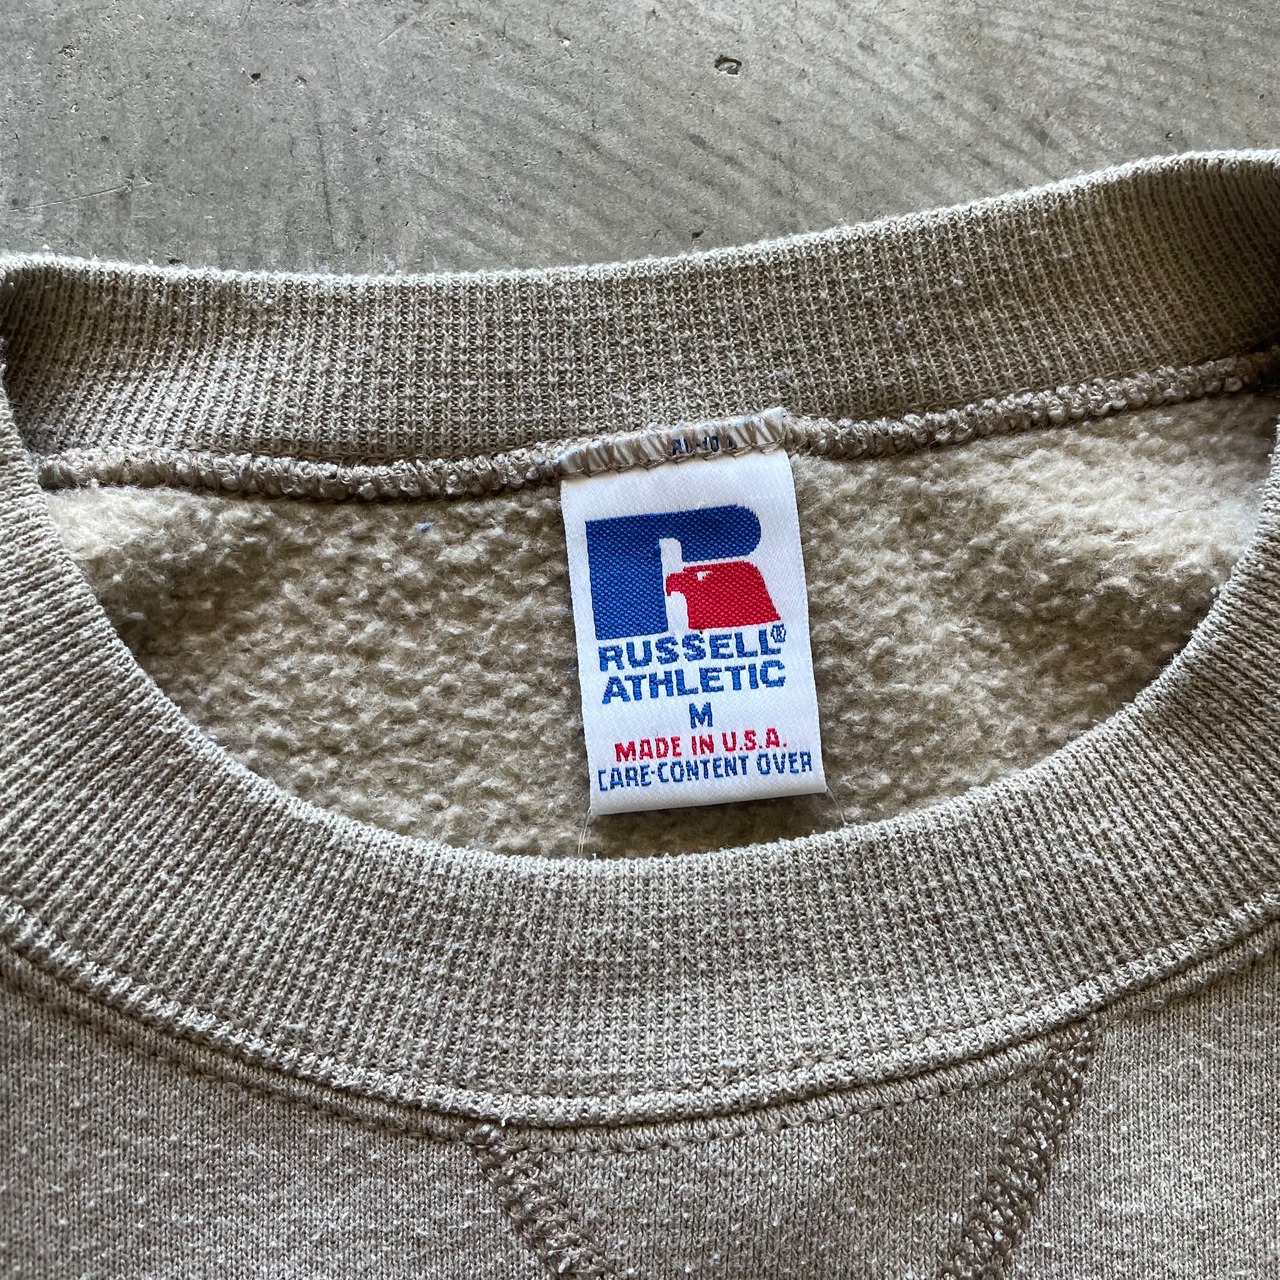 RUSSELL®
ATHLETIC
M
MADE IN U.S.A.
CARE-CONTENT OVER